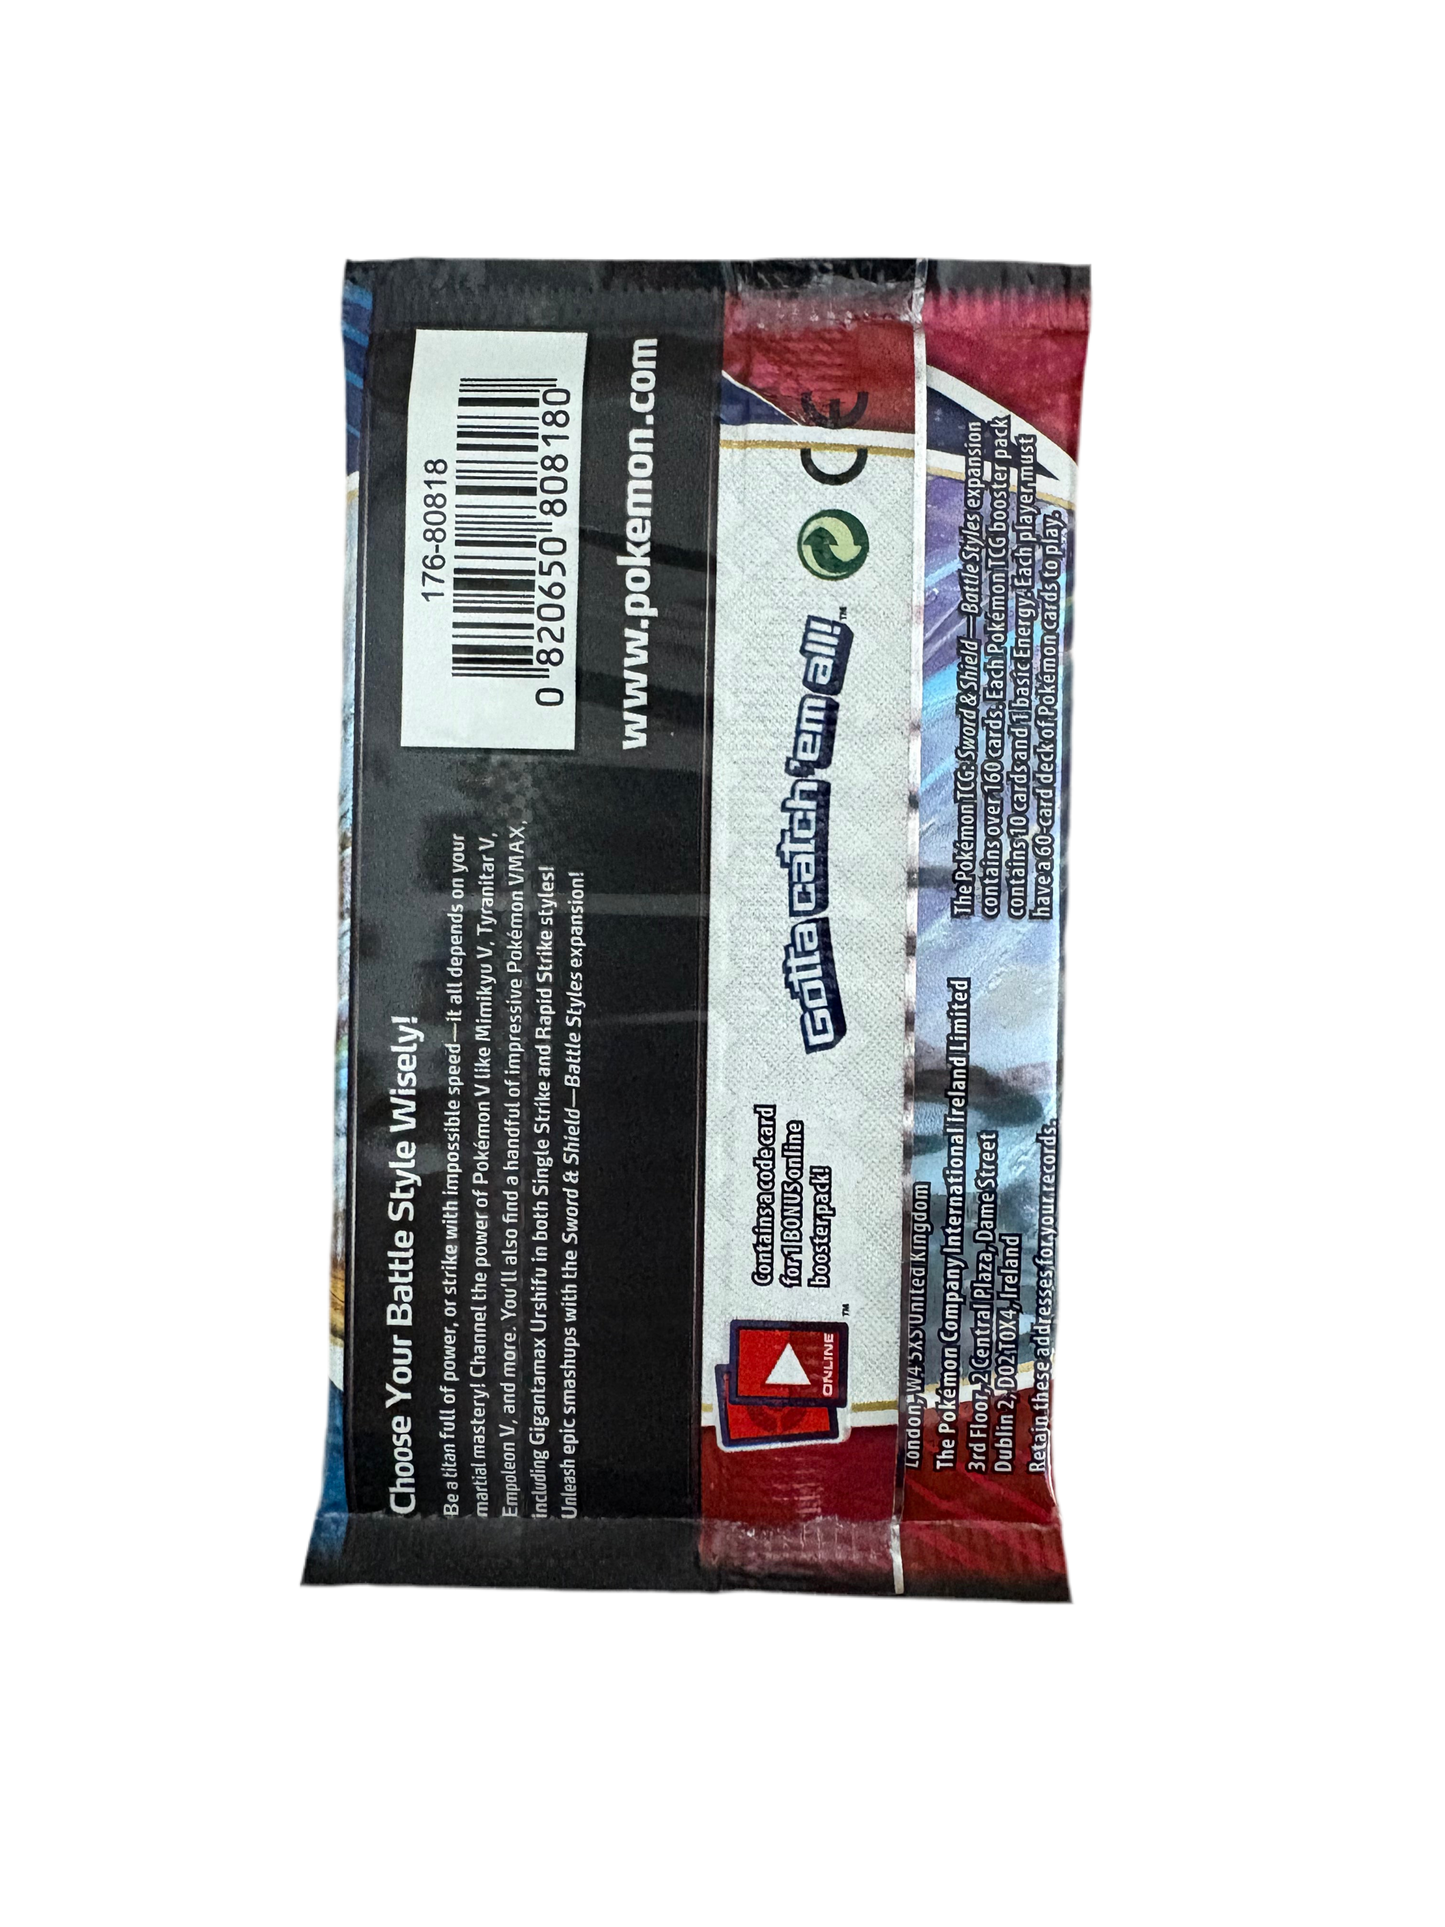 Choose Your Battle Style Wisely!
Be a titan full of power, or strike with impossible speed—it all depends on your
martial mastery! Channel the power of Pokémon V like Mimikyu V, Tyranitar V,
Empoleon V, and more. You'll also find a handful of impressive Pokémon VMAX,
including Gigantamax Urshifu in both Single Strike and Rapid Strike styles!
Unleash epic smashups with the Sword & Shield—Battle Styles expansion!
176-80818
0 820650 808180
www.pokemon.com
ONLINE
TM
Contains a code card
for 1 BONUS online
booster pack!
Gotta catch 'em all!™
CE
London, W4 5XS United Kingdom
The Pokémon Company International Ireland Limited
3rd Floor, 2 Central Plaza, Dame Street
Dublin 2, D02 T0X4, Ireland
Retain these addresses for your records.
The Pokémon TCG: Sword & Shield—Battle Styles expansion
contains over 160 cards. Each Pokémon TCG booster pack
contains 10 cards and 1 basic Energy. Each player must
have a 60-card deck of Pokémon cards to play.